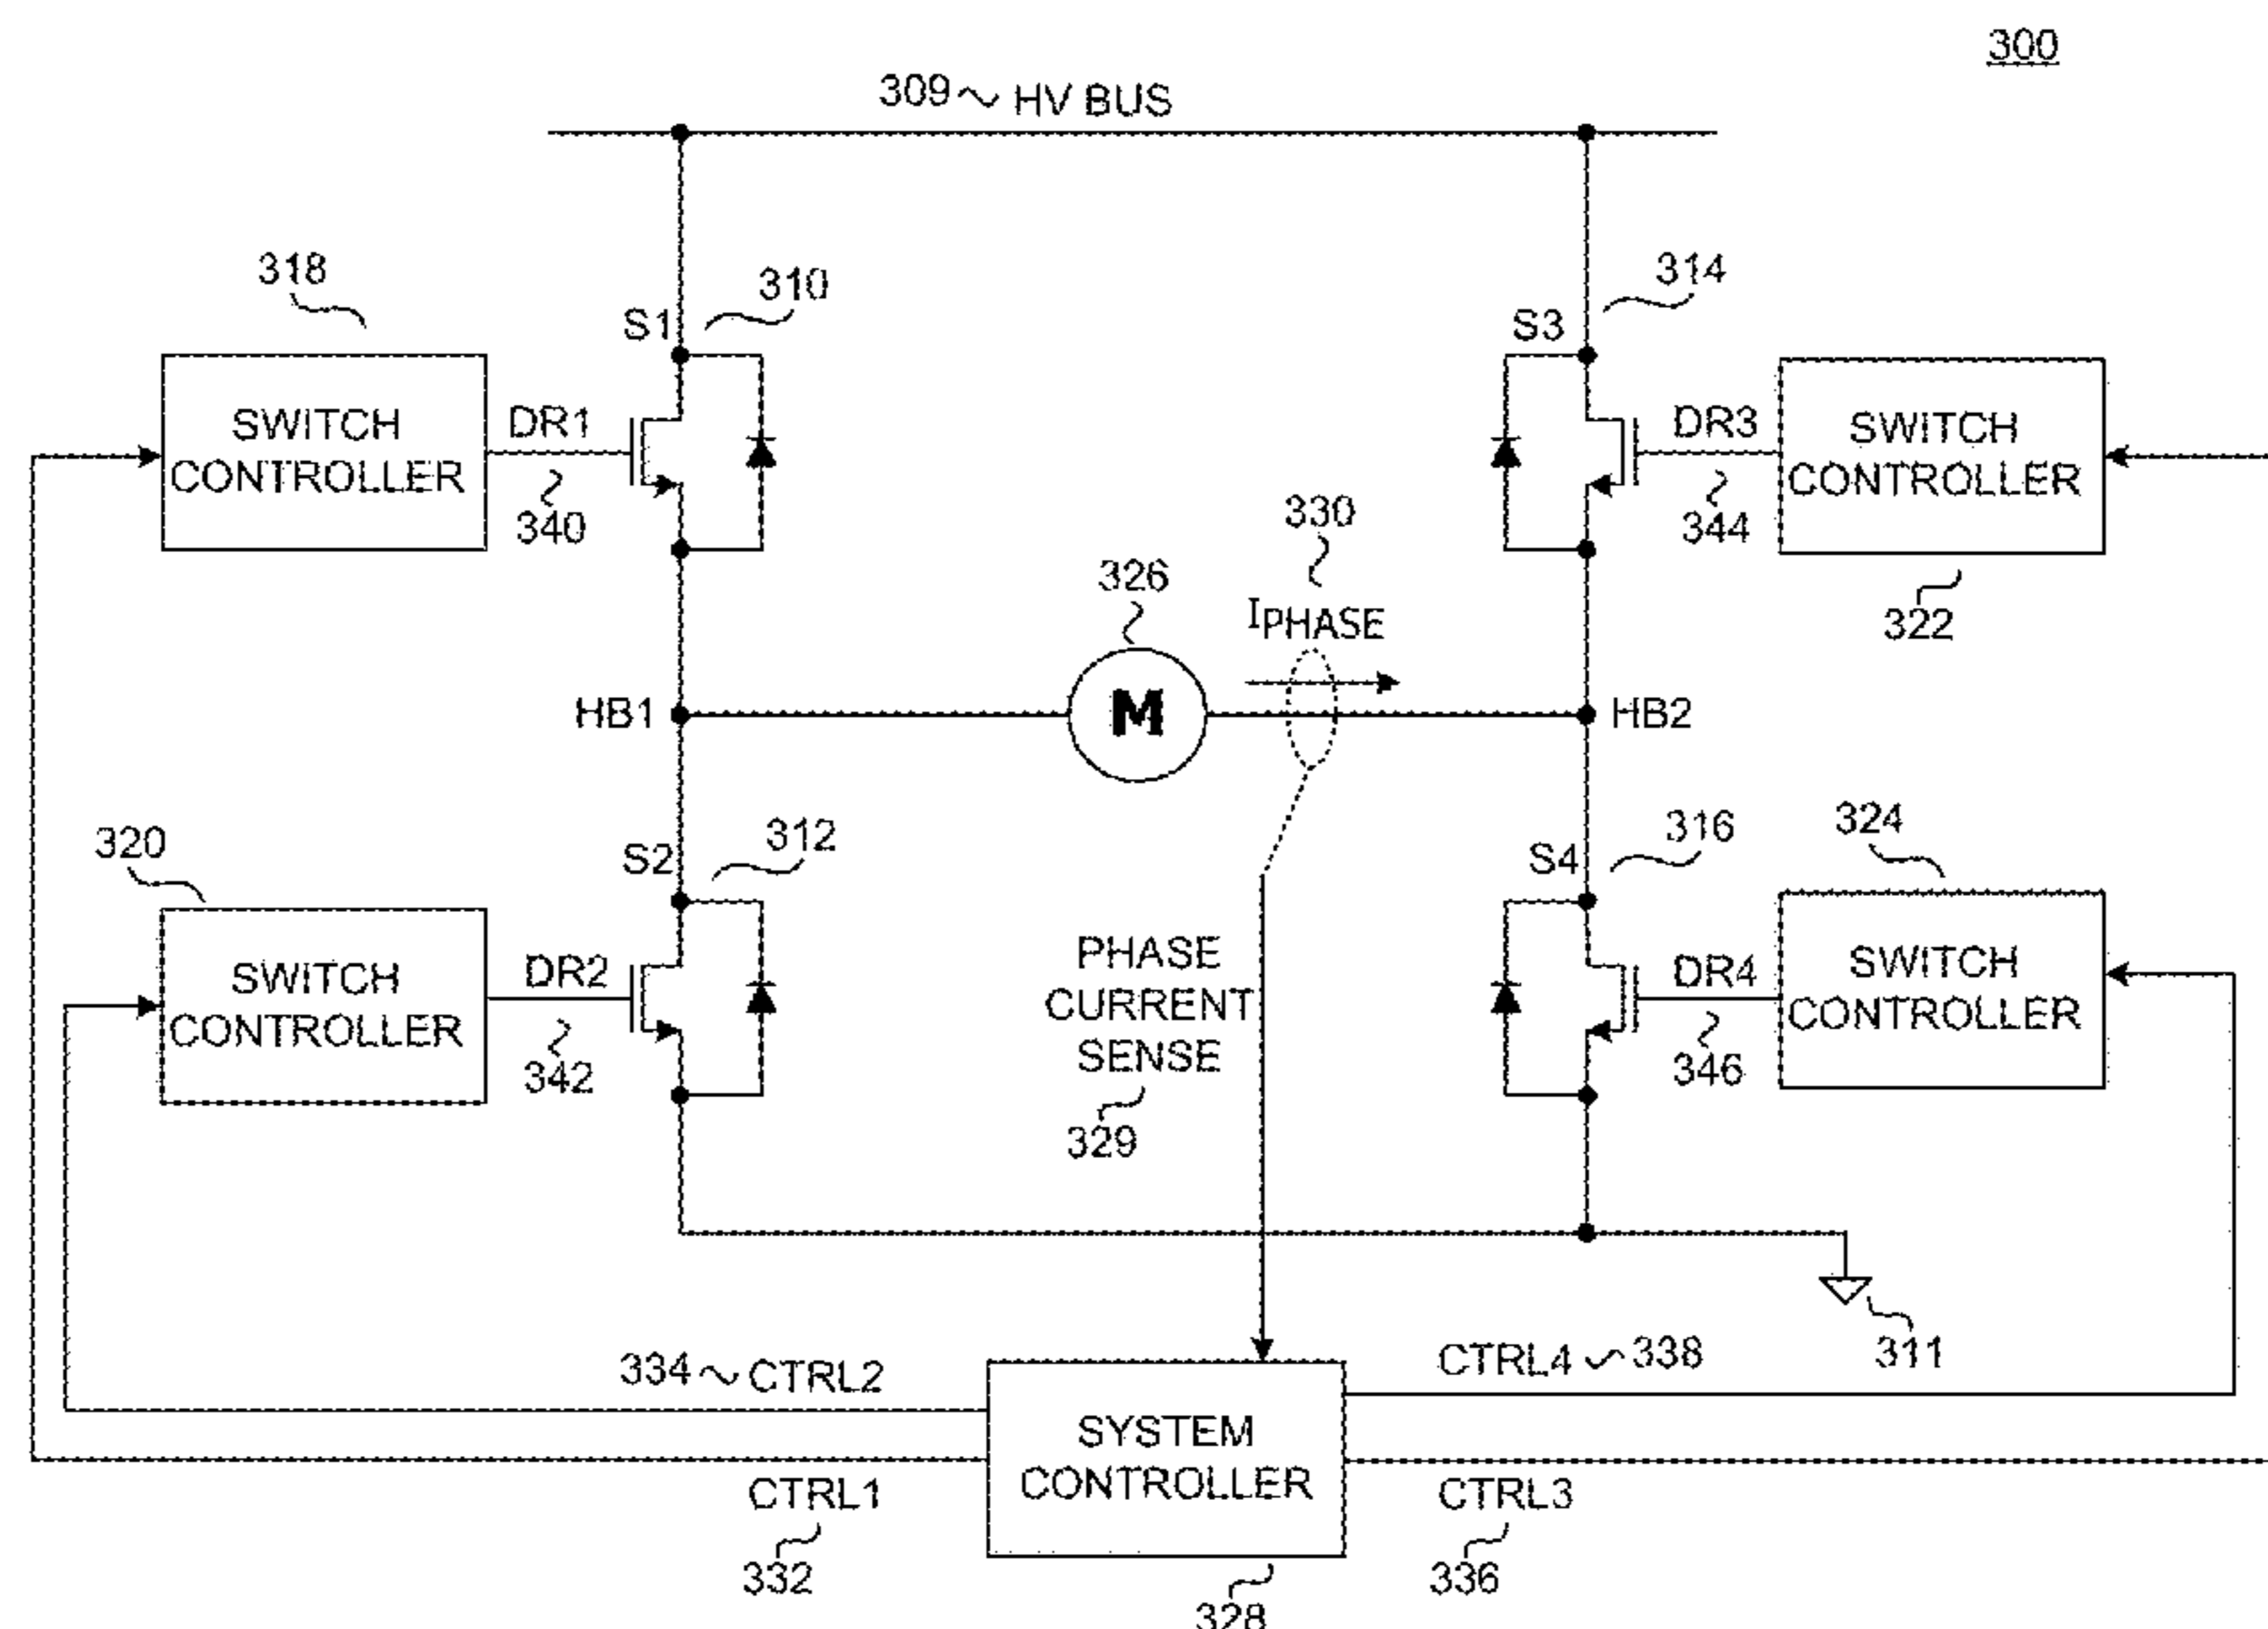 300
309 HV BUS
318
310
314
S1
S3
SWITCH
CONTROLLER
DR1
340
DR3
344
SWITCH
CONTROLLER
322
330
IPHASE
326
HB1
M
HB2
320
312
316
324
S2
S4
SWITCH
CONTROLLER
DR2
342
PHASE
CURRENT
SENSE
329
DR4
346
SWITCH
CONTROLLER
311
334 CTRL2
CTRL4 338
SYSTEM
CONTROLLER
CTRL1
332
CTRL3
336
328